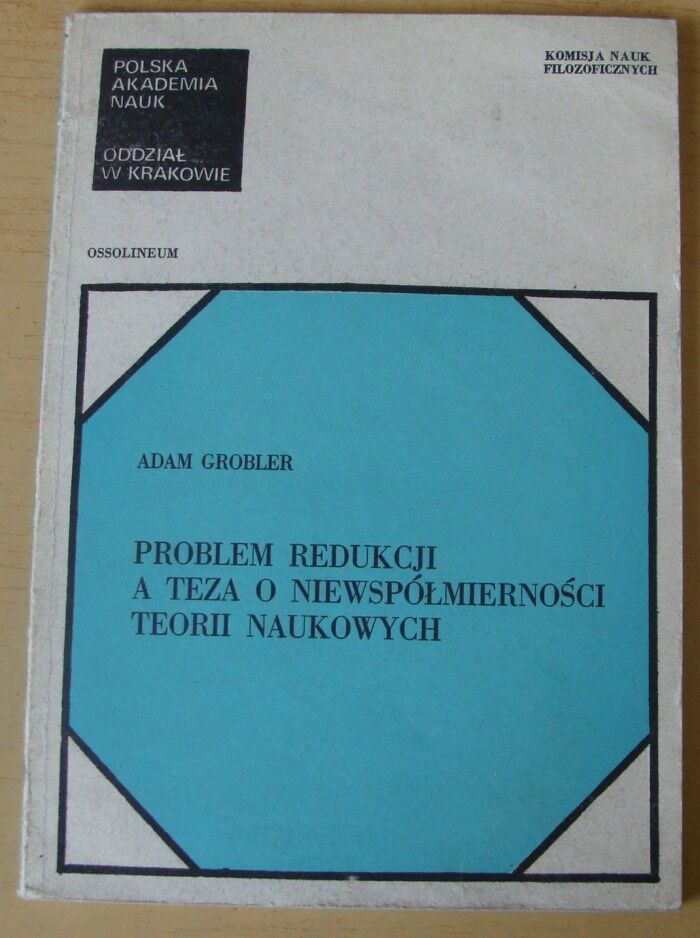 POLSKA
AKADEMIA
NAUK
ODDZIAŁ
W KRAKOWIE
KOMISJA NAUK
FILOZOFICZNYCH
OSSOLINEUM
ADAM GROBLER
PROBLEM REDUKCJI
A TEZA O NIEWSPÓŁMIERNOŚCI
TEORII NAUKOWYCH